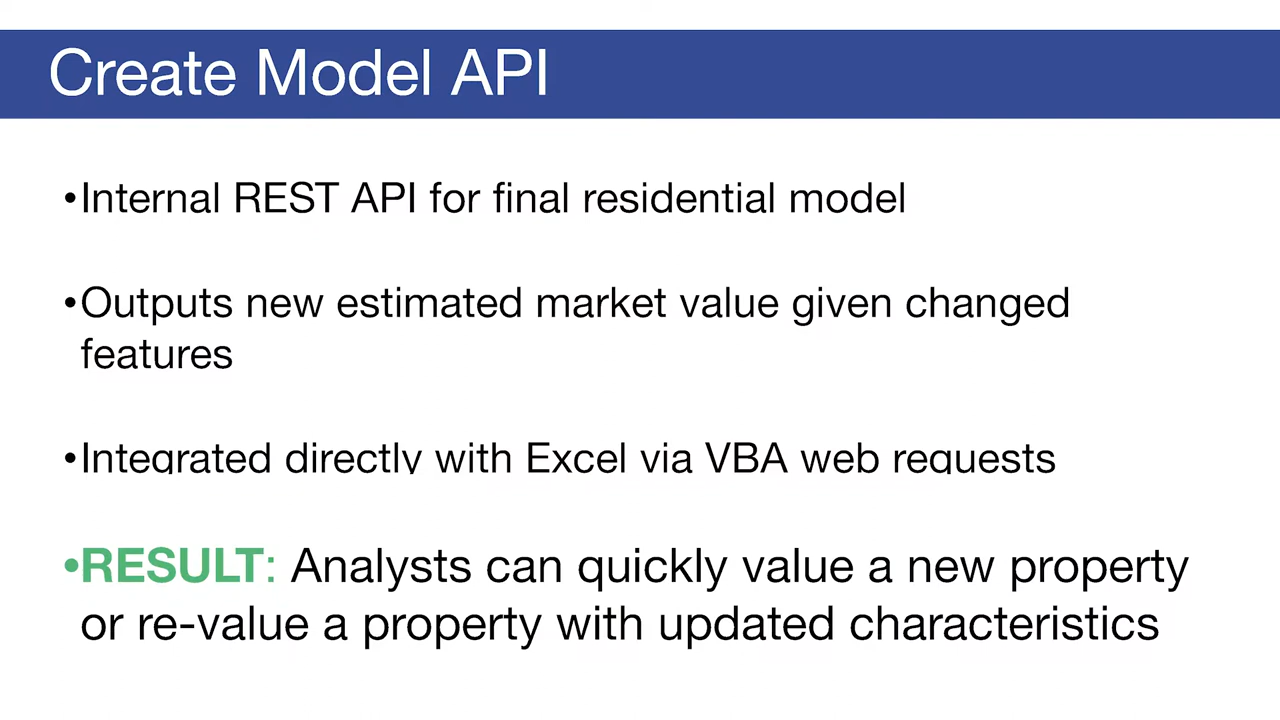 Create Model API
•Internal REST API for final residential model
•Outputs new estimated market value given changed
features
•Integrated directly with Excel via VBA web requests
•RESULT: Analysts can quickly value a new property
or re-value a property with updated characteristics